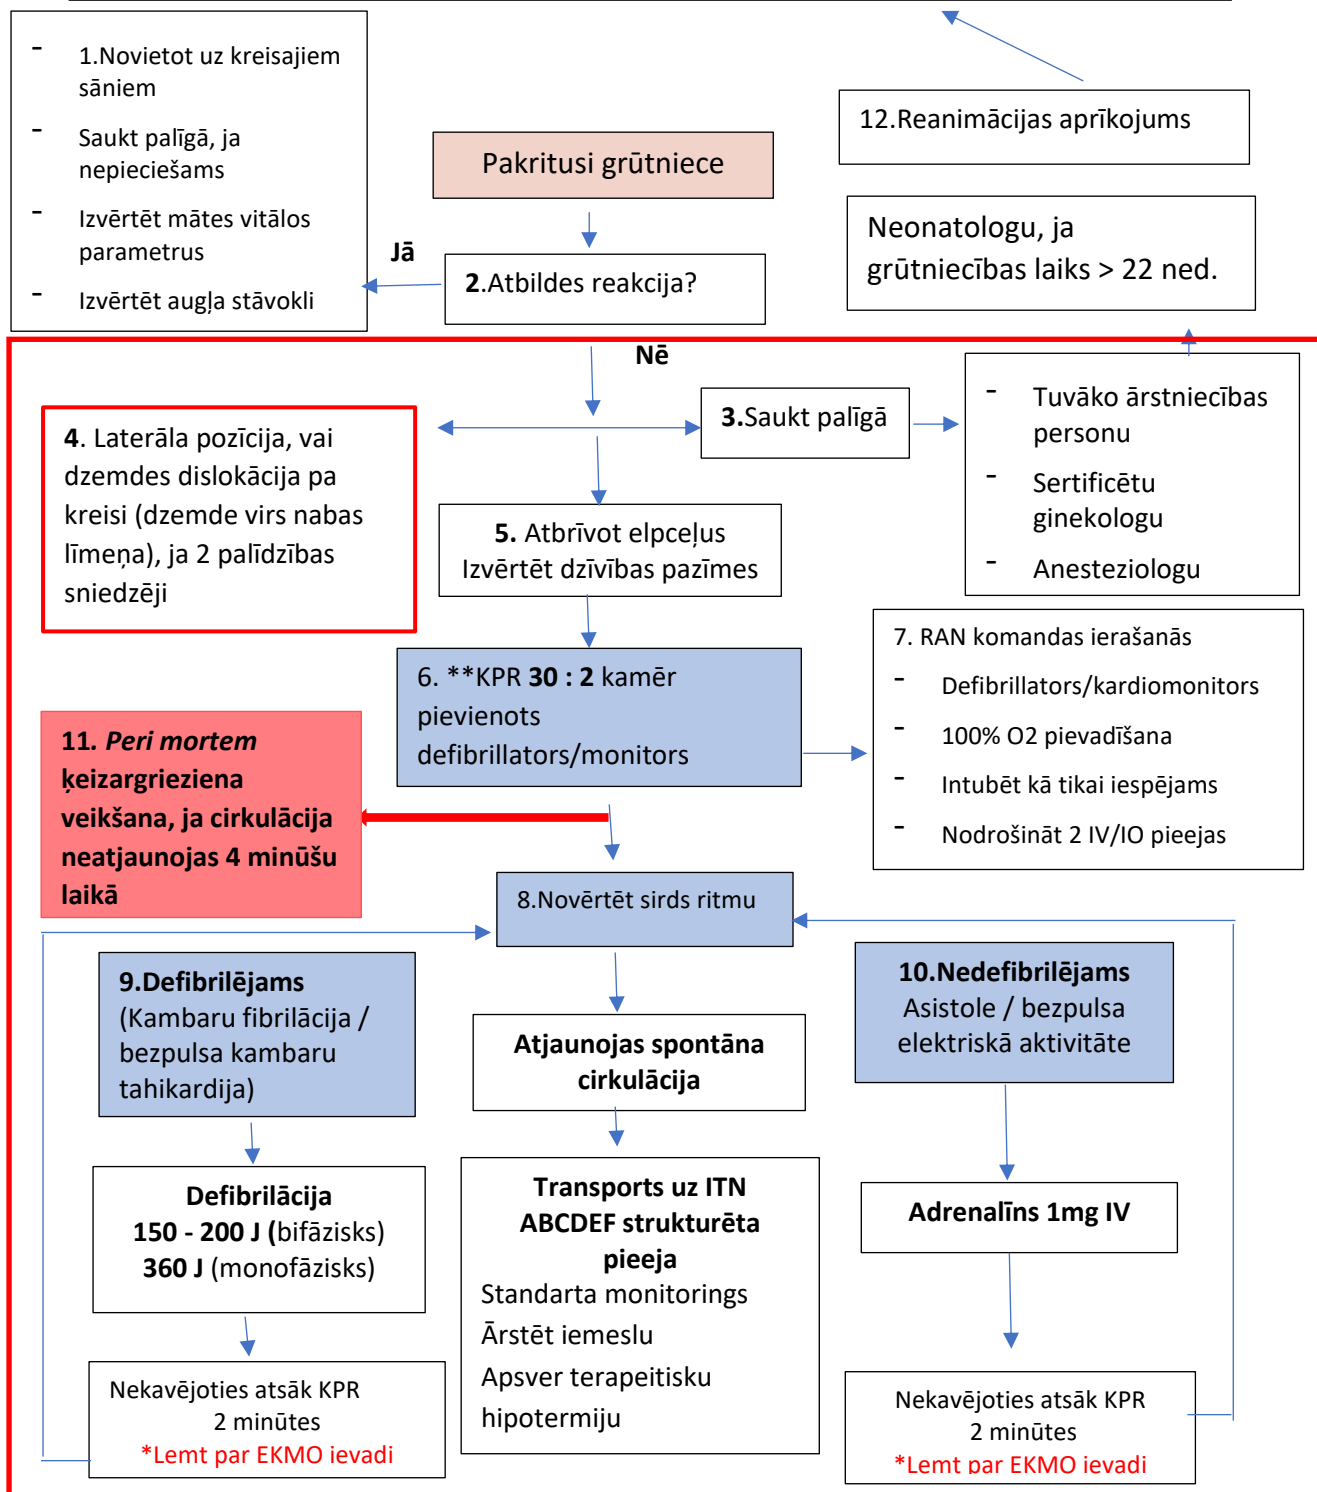 - 1.Novietot uz kreisajiem
sāniem
- Saukt palīgā, ja
nepieciešams
- Izvērtēt mātes vitālos
parametrus
- Izvērtēt augļa stāvokli
12.Reanimācijas aprīkojums
Pakritusi grūtniece
Neonatologu, ja
grūtniecības laiks > 22 ned.
Jā
2.Atbildes reakcija?
Nē
3.Saukt palīgā
- Tuvāko ārstniecības
personu
- Sertificētu
ginekologu
- Anesteziologu
4. Laterāla pozīcija, vai
dzemdes dislokācija pa
kreisi (dzemde virs nabas
līmeņa), ja 2 palīdzības
sniedzēji
5. Atbrīvot elpceļus
Izvērtēt dzīvības pazīmes
6. **KPR 30 : 2 kamēr
pievienots
defibrillators/monitors
7. RAN komandas ierašanās
- Defibrillators/kardiomonitors
- 100% O2 pievadīšana
- Intubēt kā tikai iespējams
- Nodrošināt 2 IV/IO pieejas
11. Peri mortem
ķeizargrieziena
veikšana, ja cirkulācija
neatjaunojas 4 minūšu
laikā
8.Novērtēt sirds ritmu
9.Defibrilējams
(Kambaru fibrilācija /
bezpulsa kambaru
tahikardija)
Atjaunojas spontāna
cirkulācija
10.Nedefibrilējams
Asistole / bezpulsa
elektriskā aktivitāte
Defibrilācija
150 - 200 J (bifāzisks)
360 J (monofāzisks)
Transports uz ITN
ABCDEF strukturēta
pieeja
Standarta monitorings
Ārstēt iemeslu
Apsver terapeitisku
hipotermiju
Adrenalīns 1mg IV
Nekavējoties atsāk KPR
2 minūtes
*Lemt par EKMO ievadi
Nekavējoties atsāk KPR
2 minūtes
*Lemt par EKMO ievadi